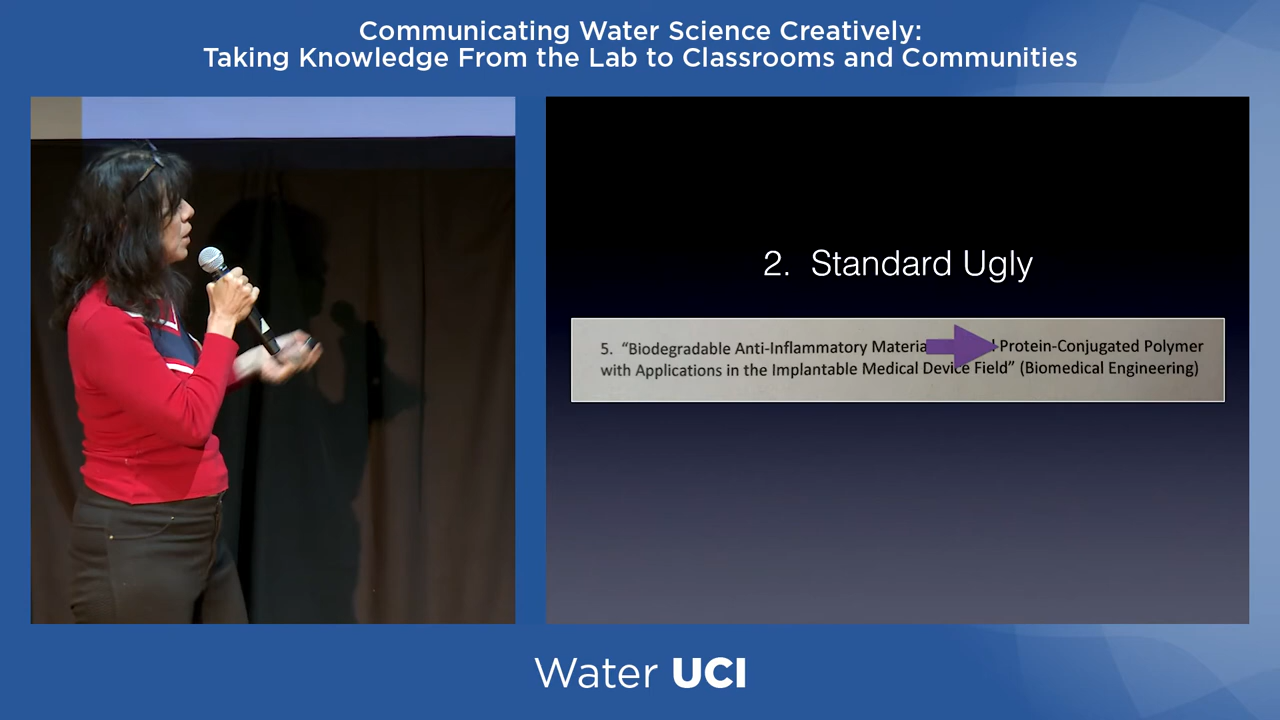 Communicating Water Science Creatively:
Taking Knowledge From the Lab to Classrooms and Communities
2. Standard Ugly
5. “Biodegradable Anti-Inflammatory Protein-Conjugated Polymer
with Applications in the Implantable Medical Device Field” (Biomedical Engineering)
Water UCI